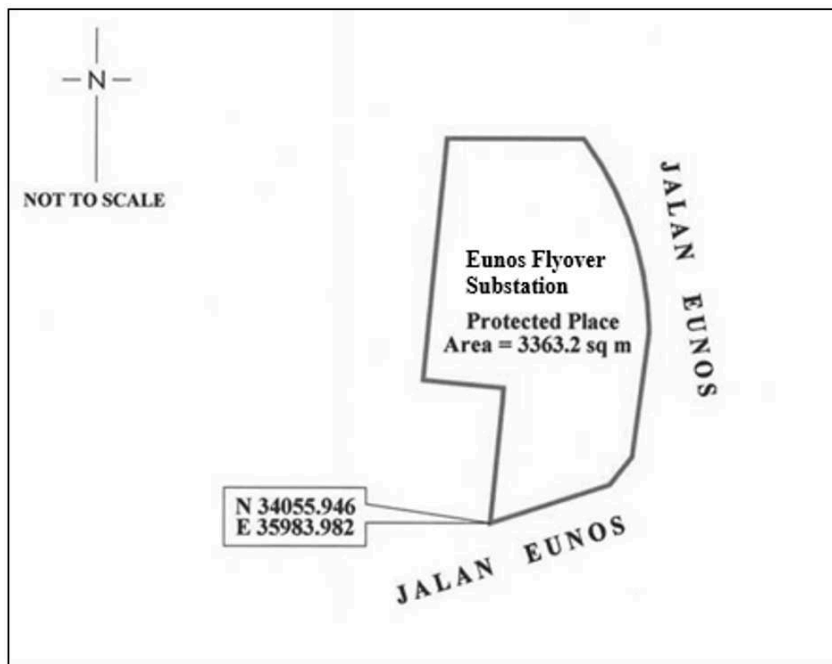 N
NOT TO SCALE
JALAN EUNOS
Eunos Flyover
Substation
Protected Place
Area = 3363.2 sq m
N 34055.946
E 35983.982
JALAN EUNOS